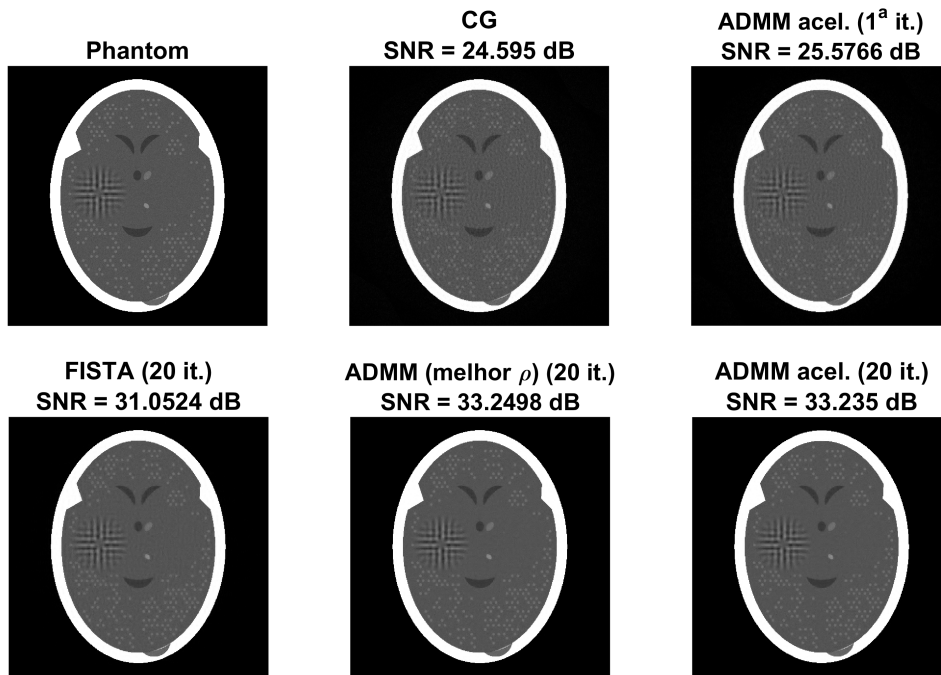 Phantom
CG
SNR = 24.595 dB
ADMM acel. (1ª it.)
SNR = 25.5766 dB
FISTA (20 it.)
SNR = 31.0524 dB
ADMM (melhor ρ) (20 it.)
SNR = 33.2498 dB
ADMM acel. (20 it.)
SNR = 33.235 dB